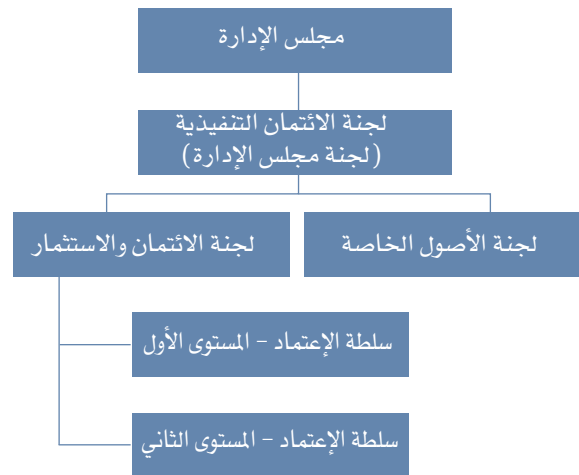 مجلس الإدارة
لجنة الائتمان التنفيذية
(لجنة مجلس الإدارة)
لجنة الأصول الخاصة
لجنة الائتمان والاستثمار
سلطة الإعتماد – المستوى الأول
سلطة الإعتماد – المستوى الثاني